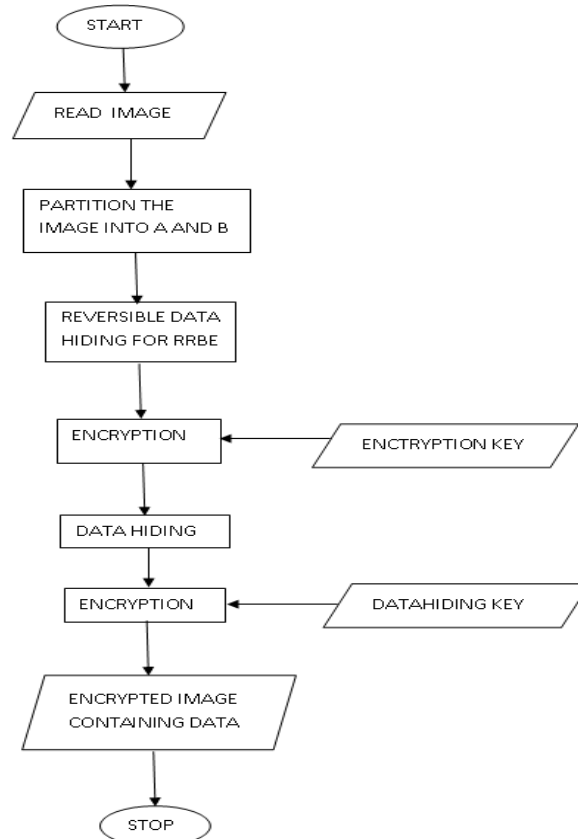 START
READ IMAGE
PARTITION THE
IMAGE INTO A AND B
REVERSIBLE DATA
HIDING FOR RRBE
ENCRYPTION
ENCTRYPTION KEY
DATA HIDING
ENCRYPTION
DATAHIDING KEY
ENCRYPTED IMAGE
CONTAINING DATA
STOP